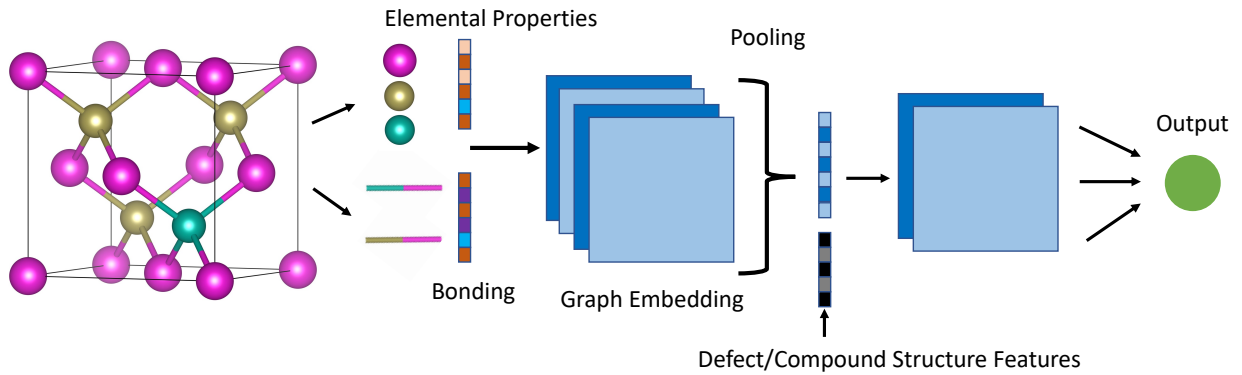 Elemental Properties
Pooling
Output
Bonding
Graph Embedding
Defect/Compound Structure Features